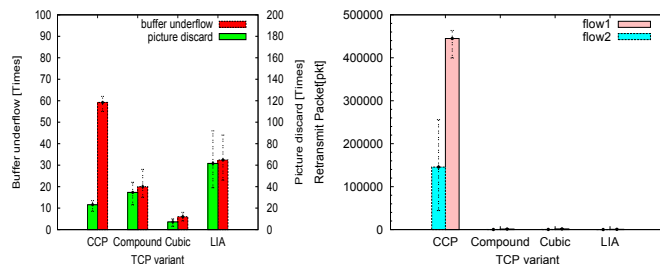 buffer underflow
picture discard
Buffer underflow [Times]
100
90
80
70
60
50
40
30
20
10
0
200
180
160
140
120
100
80
60
40
20
0
Picture discard [Times]
CCP Compound Cubic LIA
TCP variant
flow1
flow2
Retransmit Packet[pkt]
500000
400000
300000
200000
100000
0
CCP Compound Cubic LIA
TCP variant